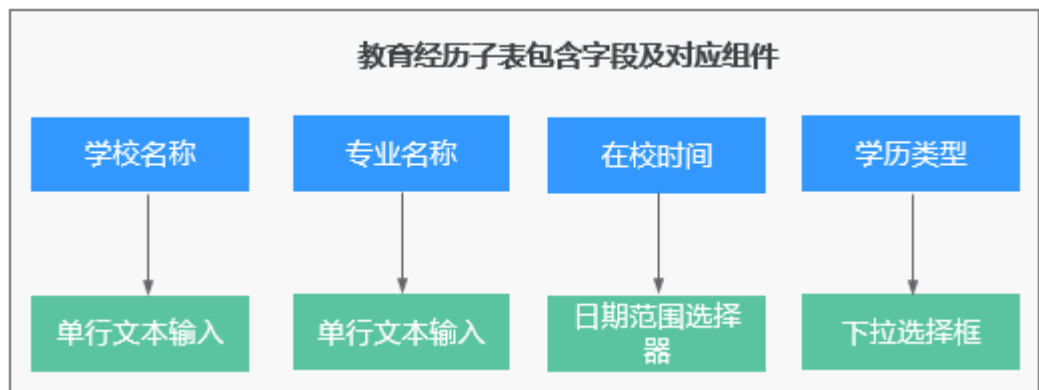 教育经历子表包含字段及对应组件
学校名称
专业名称
在校时间
学历类型
单行文本输入
单行文本输入
日期范围选择
器
下拉选择框